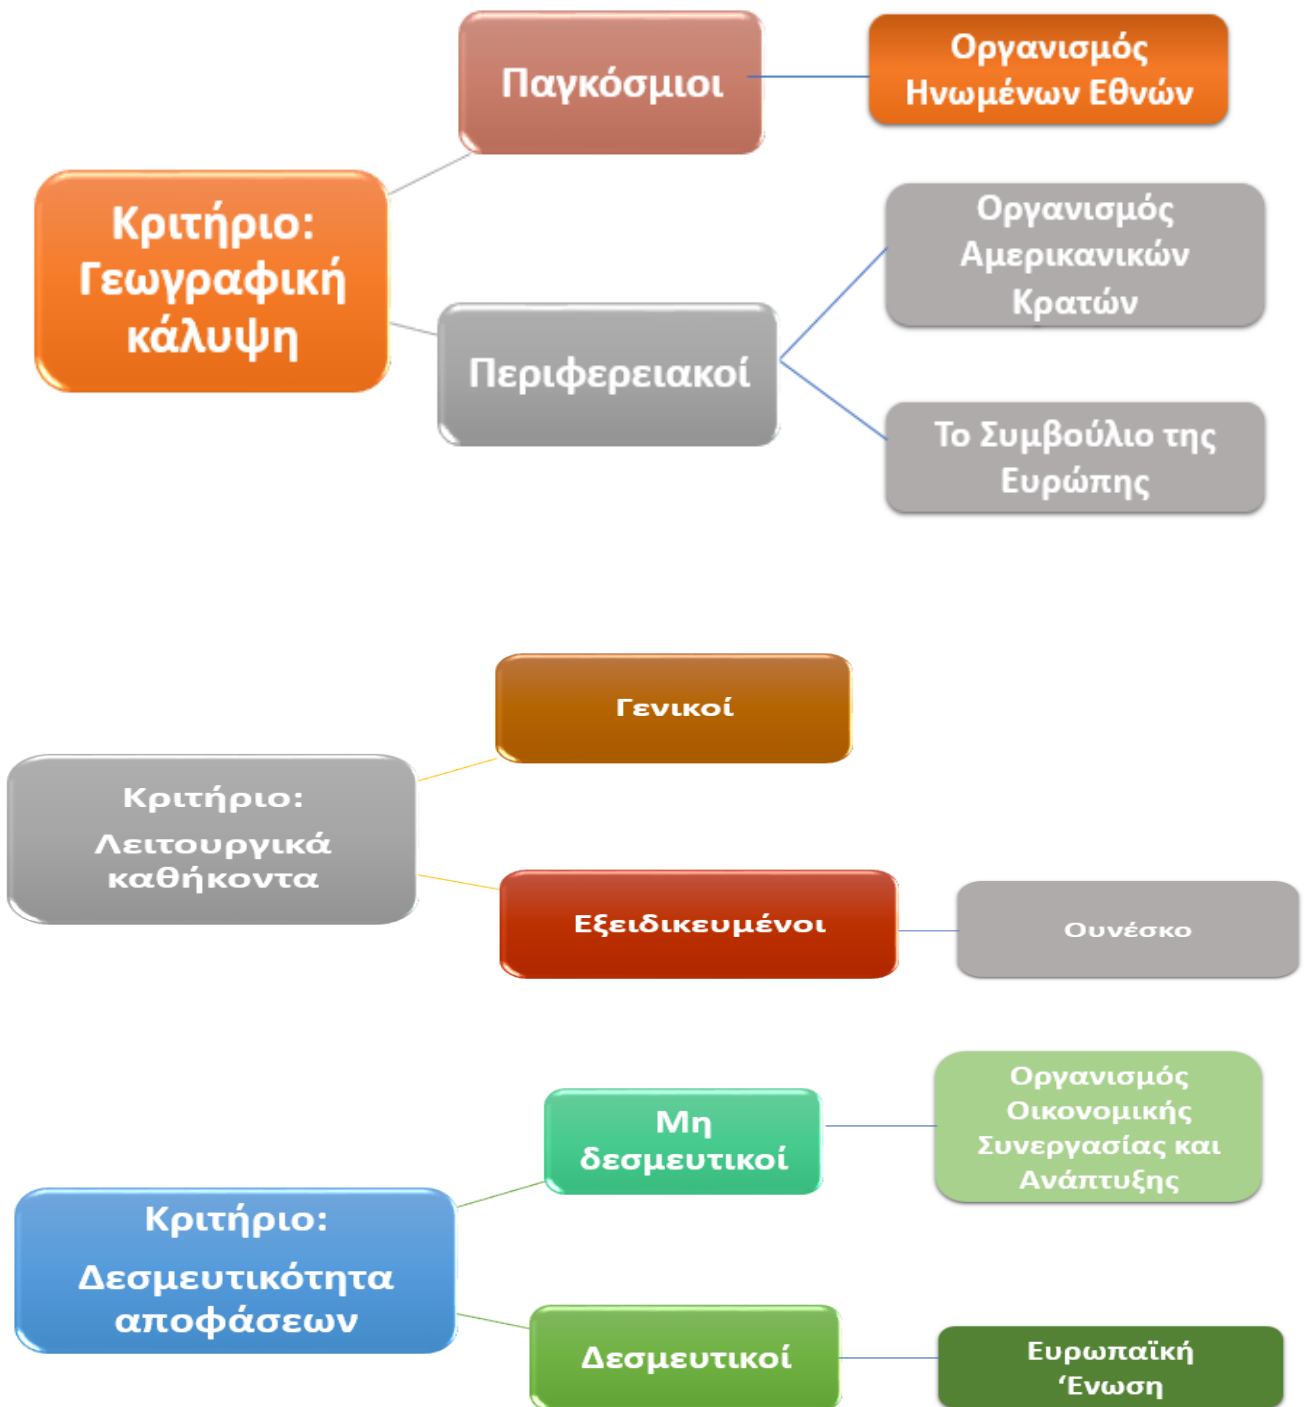 Παγκόσμιοι
Οργανισμός
Ηνωμένων Εθνών
Κριτήριο:
Γεωγραφική
κάλυψη
Περιφερειακοί
Οργανισμός
Αμερικανικών
Κρατών
Το Συμβούλιο της
Ευρώπης
Γενικοί
Κριτήριο:
Λειτουργικά
καθήκοντα
Εξειδικευμένοι
Ουνέσκο
Μη
δεσμευτικοί
Οργανισμός
Οικονομικής
Συνεργασίας και
Ανάπτυξης
Κριτήριο:
Δεσμευτικότητα
αποφάσεων
Δεσμευτικοί
Ευρωπαϊκή
‘Ένωση